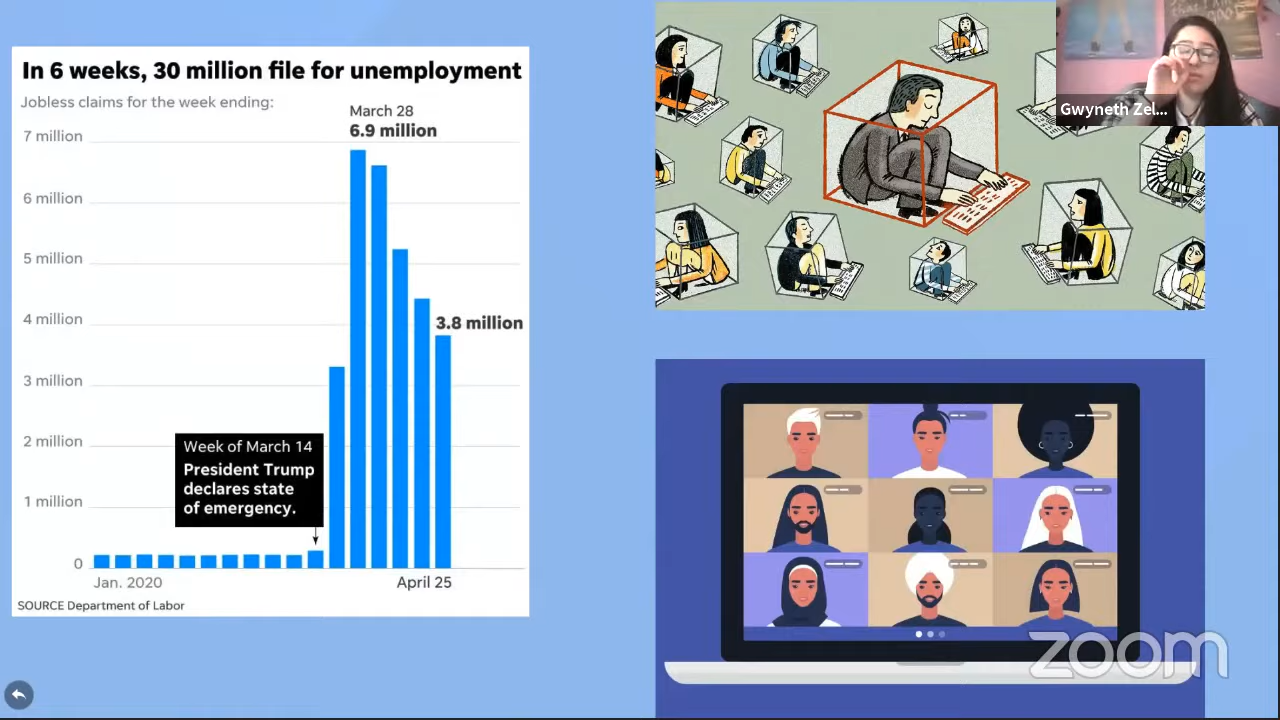 In 6 weeks, 30 million file for unemployment
Jobless claims for the week ending:
March 28
6.9 million
7 million
6 million
5 million
4 million
3.8 million
3 million
2 million
Week of March 14
President Trump
declares state
of emergency.
1 million
0
Jan. 2020
April 25
SOURCE Department of Labor
Gwyneth Zel...
zoom